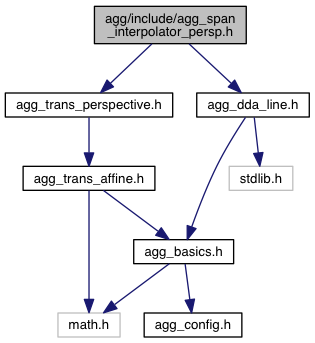 agg/include/agg_span
_interpolator_persp.h
agg_trans_perspective.h
agg_dda_line.h
agg_trans_affine.h
stdlib.h
agg_basics.h
math.h
agg_config.h